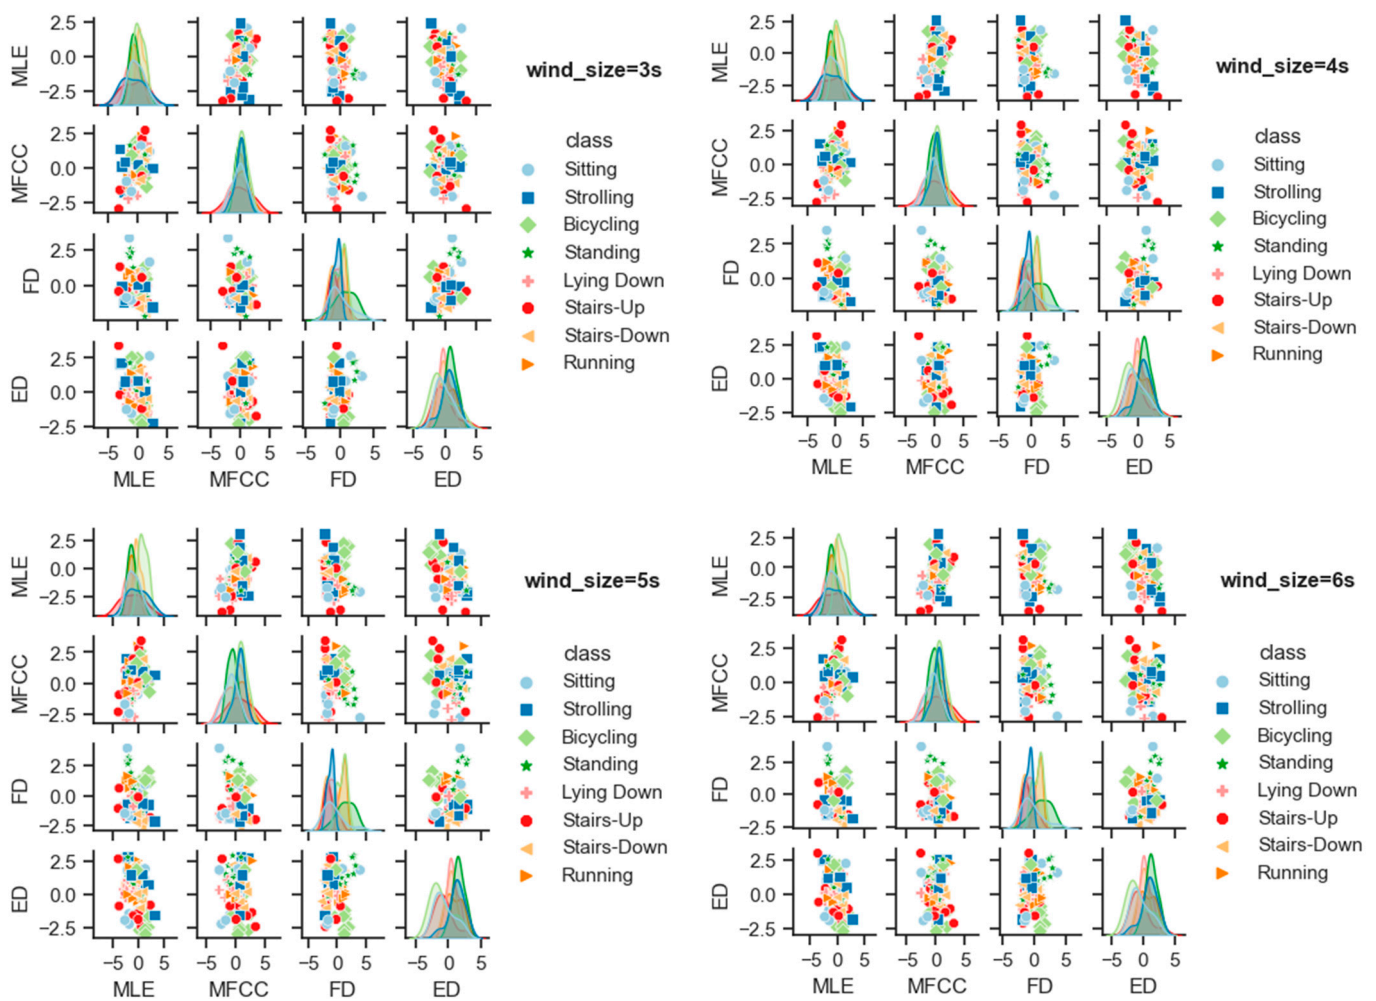 wind_size=3s
MLE
2.5
0.0
−2.5
MFCC
2.5
0.0
−2.5
FD
2.5
0.0
ED
2.5
0.0
−2.5
−5 0 5
−5 0 5
−5 0 5
−5 0 5
MLE MFCC FD ED
class
Sitting
Strolling
Bicycling
Standing
Lying Down
Stairs-Up
Stairs-Down
Running
wind_size=4s
MLE
2.5
0.0
−2.5
MFCC
2.5
0.0
−2.5
FD
2.5
0.0
−2.5
ED
2.5
0.0
−2.5
−5 0 5
−5 0 5
−5 0 5
−5 0 5
MLE MFCC FD ED
class
Sitting
Strolling
Bicycling
Standing
Lying Down
Stairs-Up
Stairs-Down
Running
wind_size=5s
MLE
2.5
0.0
−2.5
MFCC
2.5
0.0
−2.5
FD
2.5
0.0
−2.5
ED
2.5
0.0
−2.5
−5 0 5
−5 0 5
−5 0 5
−5 0 5
MLE MFCC FD ED
class
Sitting
Strolling
Bicycling
Standing
Lying Down
Stairs-Up
Stairs-Down
Running
wind_size=6s
MLE
2.5
0.0
−2.5
MFCC
2.5
0.0
−2.5
FD
2.5
0.0
−2.5
ED
2.5
0.0
−2.5
−5 0 5
−5 0 5
−5 0 5
−5 0 5
MLE MFCC FD ED
class
Sitting
Strolling
Bicycling
Standing
Lying Down
Stairs-Up
Stairs-Down
Running